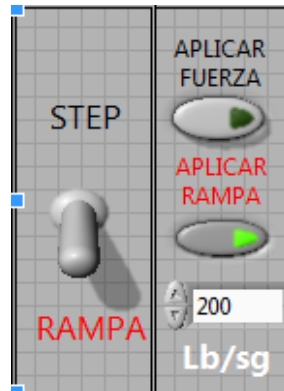 STEP
RAMPA
APLICAR
FUERZA
APLICAR
RAMPA
200
Lb/sg